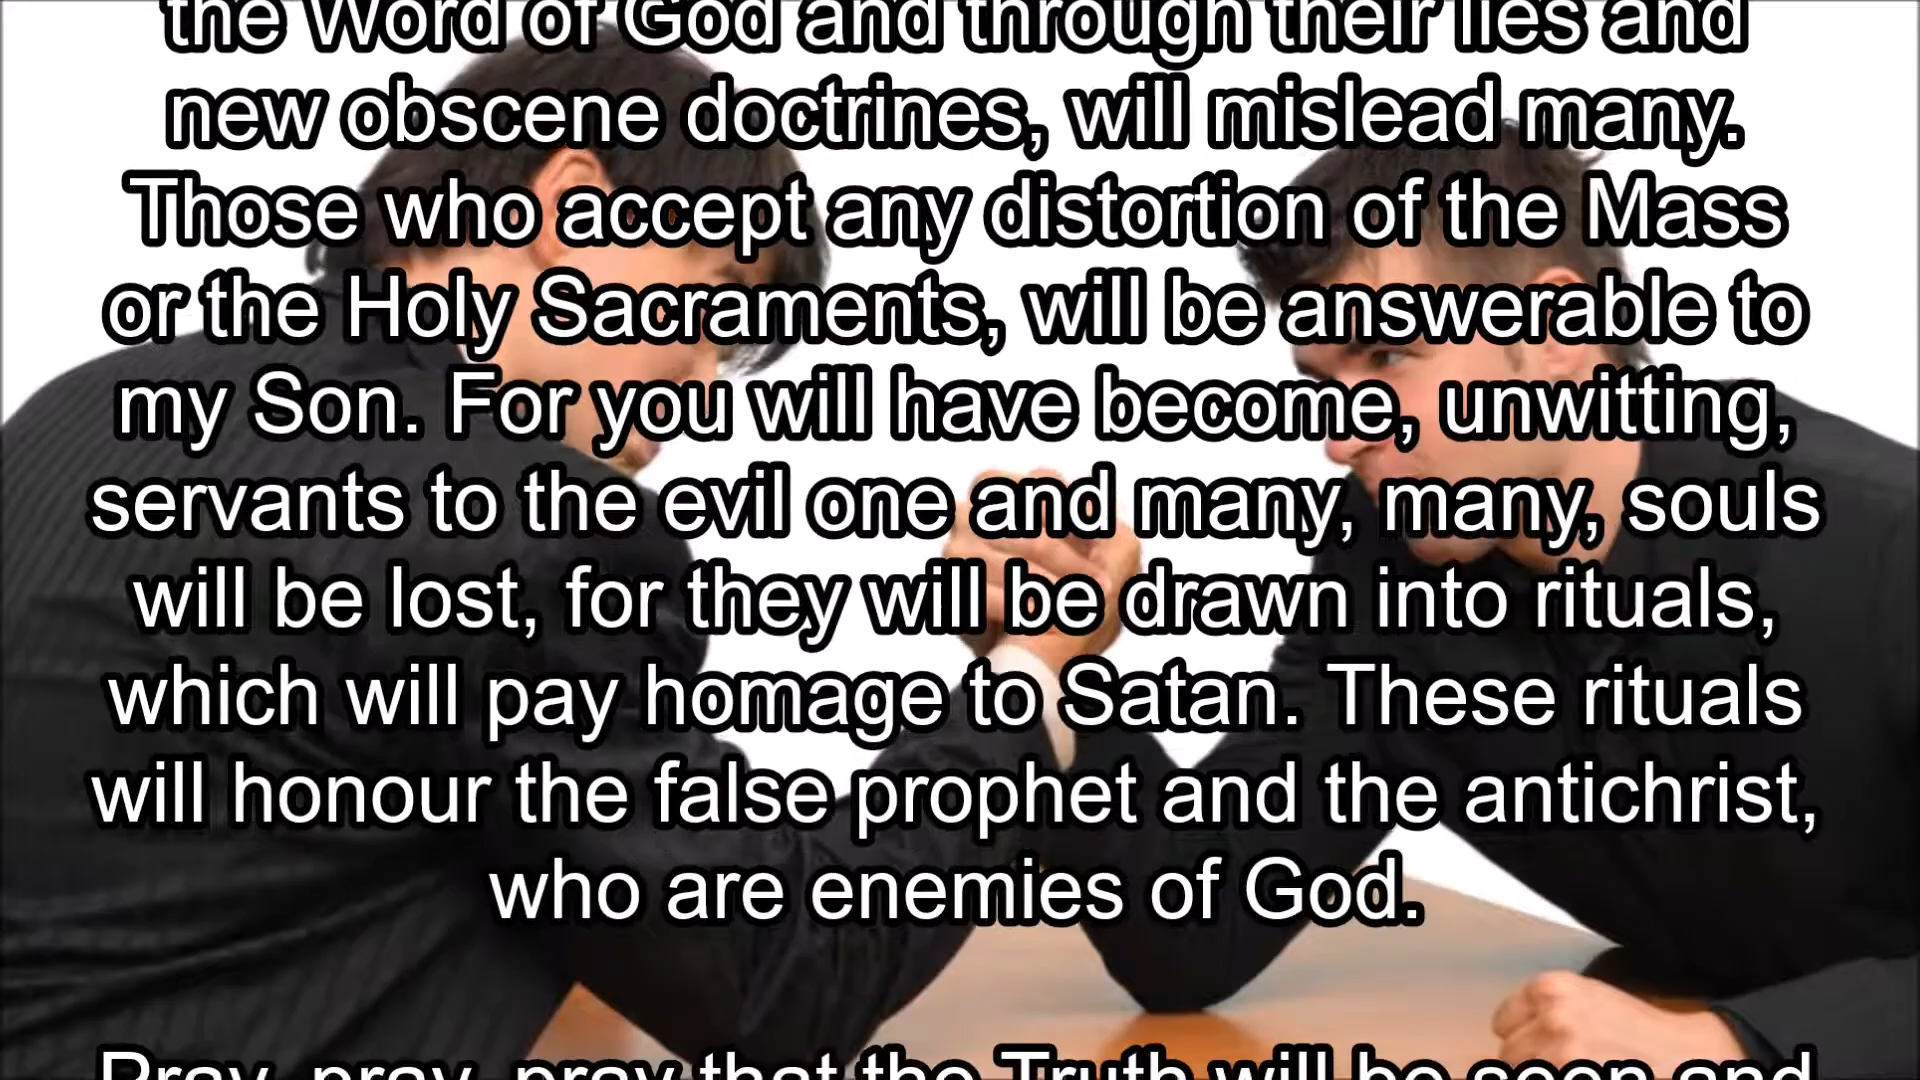 the Word of God and through their lies and
new obscene doctrines, will mislead many.
Those who accept any distortion of the Mass
or the Holy Sacraments, will be answerable to
my Son. For you will have become, unwitting,
servants to the evil one and many, many, souls
will be lost, for they will be drawn into rituals,
which will pay homage to Satan. These rituals
will honour the false prophet and the antichrist,
who are enemies of God.
Pray, pray, pray that the Truth will be seen and